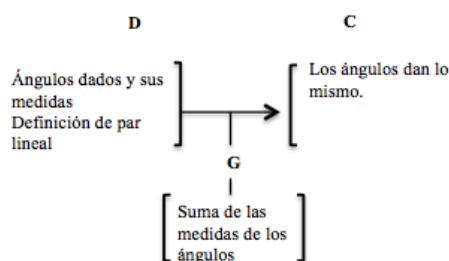 D
C
Ángulos dados y sus
medidas
Definición de par
lineal
Los ángulos dan lo
mismo.
G
Suma de las
medidas de los
ángulos